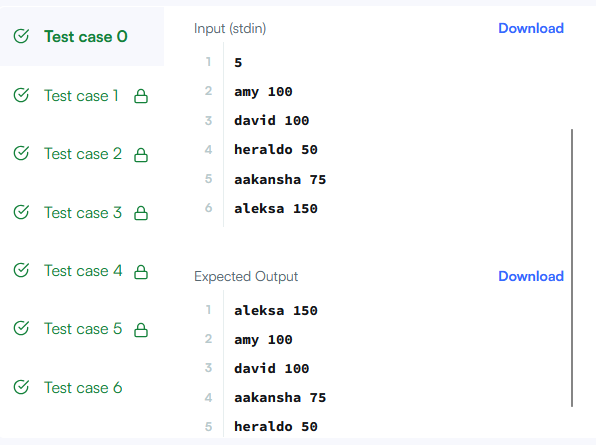 Test case 0
Test case 1
Test case 2
Test case 3
Test case 4
Test case 5
Test case 6
Input (stdin) Download
1 5
2 amy 100
3 david 100
4 heraldo 50
5 aakansha 75
6 aleksa 150
Expected Output Download
1 aleksa 150
2 amy 100
3 david 100
4 aakansha 75
5 heraldo 50